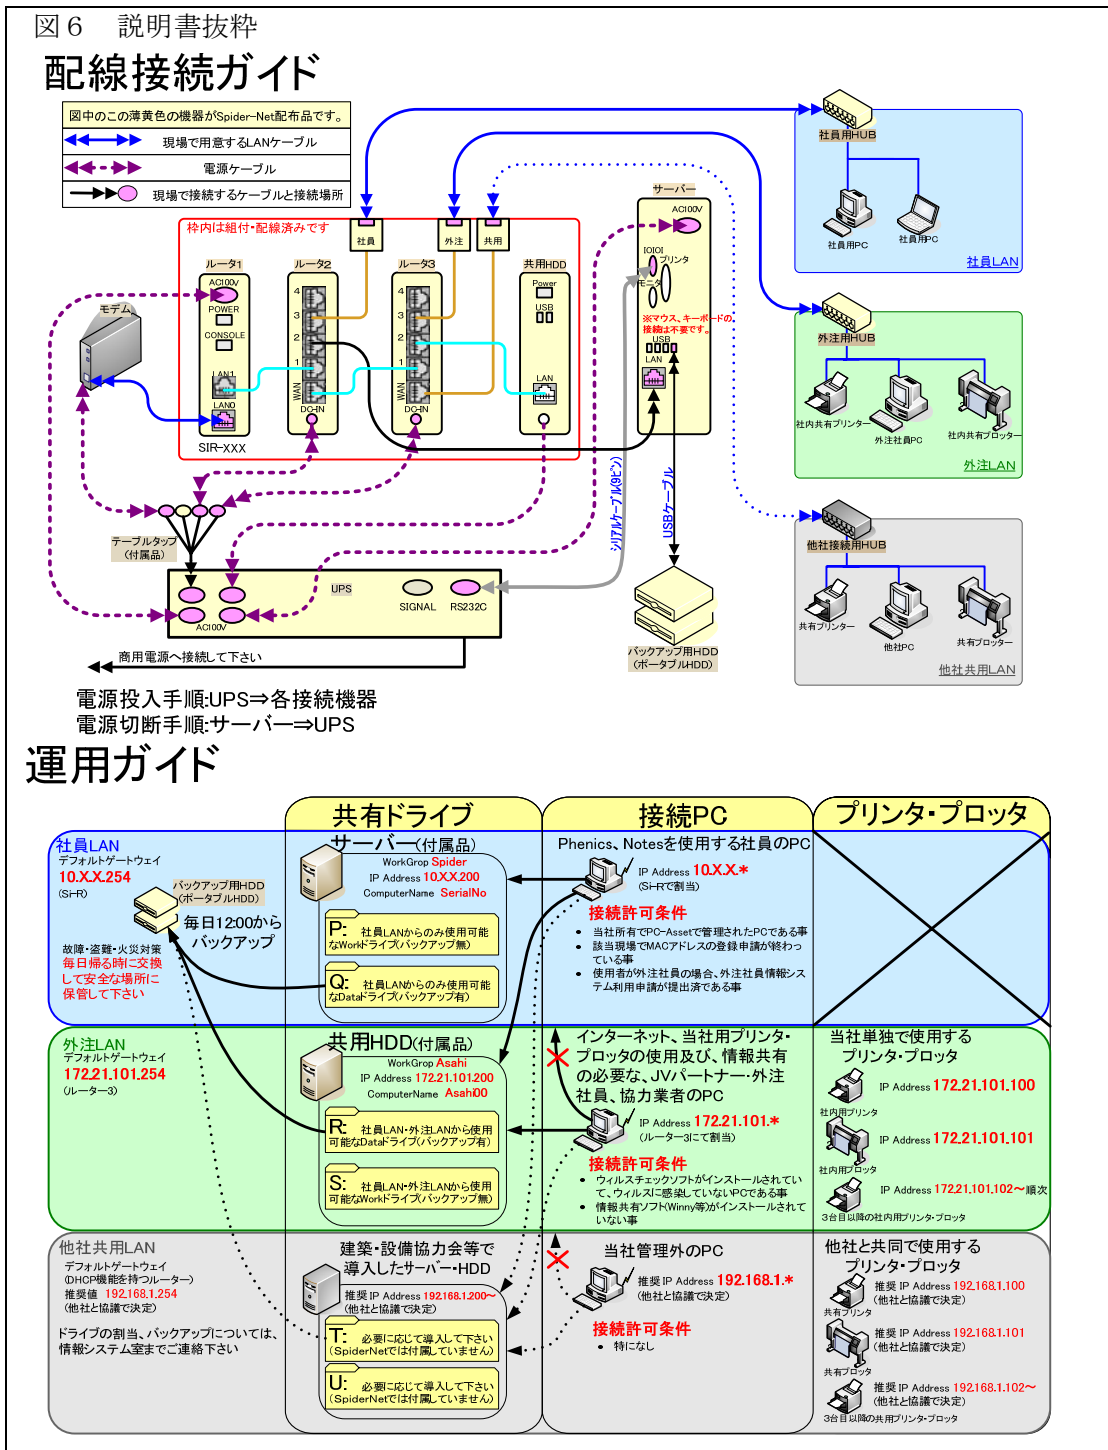 図6　説明書抜粋
配線接続ガイド
図中のこの薄黄色の機器がSpider-Net配布品です。
現場で用意するLANケーブル
電源ケーブル
現場で接続するケーブルと接続場所
枠内は組付・配線済みです
社員
外注
共用
ルータ1
ルータ2
ルータ3
共用HDD
サーバー
モデム
AC100V
POWER
CONSOLE
LAN1
LAN0
SIR-XXX
4
3
2
1
WAN
DC-IN
4
3
2
1
WAN
DC-IN
Power
USB
LAN
AC100V
IOIOI
プリンタ
モニタ
※マウス、キーボードの
接続は不要です。
USB
LAN
社員用HUB
社員用PC
社員用PC
社員LAN
外注用HUB
社内共有プリンター
外注社員PC
社内共有プロッター
外注LAN
他社接続用HUB
共有プリンター
他社PC
共有プロッター
他社共用LAN
テーブルタップ
(付属品)
UPS
SIGNAL
RS232C
AC100V
シリアルケーブル(9ピン)
USBケーブル
バックアップ用HDD
(ポータブルHDD)
商用電源へ接続して下さい
電源投入手順:UPS⇒各接続機器
電源切断手順:サーバー⇒UPS
運用ガイド
共有ドライブ
接続PC
プリンタ・プロッタ
社員LAN
デフォルトゲートウェイ
10.X.X.254
(Si-R)
バックアップ用HDD
(ポータブルHDD)
毎日12:00から
バックアップ
故障・盗難・火災対策
毎日帰る時に交換
して安全な場所に
保管して下さい
サーバー(付属品)
WorkGrop Spider
IP Address 10.X.X.200
ComputerName SerialNo
P: 社員LANからのみ使用可能
なWorkドライブ(バックアップ無)
Q: 社員LANからのみ使用可能
なDataドライブ(バックアップ有)
Phenics、Notesを使用する社員のPC
IP Address 10.X.X.*
(Si-Rで割当)
接続許可条件
• 当社所有でPC-Assetで管理されたPCである事
• 該当現場でMACアドレスの登録申請が終わっ
ている事
• 使用者が外注社員の場合、外注社員情報シス
テム利用申請が提出済である事
外注LAN
デフォルトゲートウェイ
172.21.101.254
(ルーター3)
共用HDD(付属品)
WorkGrop Asahi
IP Address 172.21.101.200
ComputerName Asahi00
R: 社員LAN・外注LANから使用
可能なDataドライブ(バックアップ有)
S: 社員LAN・外注LANから使用
可能なWorkドライブ(バックアップ無)
インターネット、当社用プリンタ・
プロッタの使用及び、情報共有
の必要な、JVパートナー・外注
社員、協力業者のPC
IP Address 172.21.101.*
(ルーター3にて割当)
接続許可条件
• ウィルスチェックソフトがインストールされてい
て、ウィルスに感染していないPCである事
• 情報共有ソフト(Winny等)がインストールされて
いない事
当社単独で使用する
プリンタ・プロッタ
IP Address 172.21.101.100
社内用プリンタ
IP Address 172.21.101.101
社内用プロッタ
IP Address 172.21.101.102～順次
3台目以降の社内用プリンタ・プロッタ
他社共用LAN
デフォルトゲートウェイ
(DHCP機能を持つルーター)
推奨値 192.168.1.254
(他社と協議で決定)
ドライブの割当、バックアップについては、
情報システム室までご連絡下さい
建築・設備協力会等で
導入したサーバー・HDD
推奨 IP Address 192.168.1.200～
(他社と協議で決定)
T: 必要に応じて導入して下さい
(SpiderNetでは付属していません)
U: 必要に応じて導入して下さい
(SpiderNetでは付属していません)
当社管理外のPC
推奨 IP Address 192.168.1.*
(他社と協議で決定)
接続許可条件
• 特になし
他社と共同で使用する
プリンタ・プロッタ
推奨 IP Address 192.168.1.100
(他社と協議で決定)
共有プリンタ
推奨 IP Address 192.168.1.101
(他社と協議で決定)
共有プロッタ
推奨 IP Address 192.168.1.102～
(他社と協議で決定)
3台目以降の共用プリンタ・プロッタ